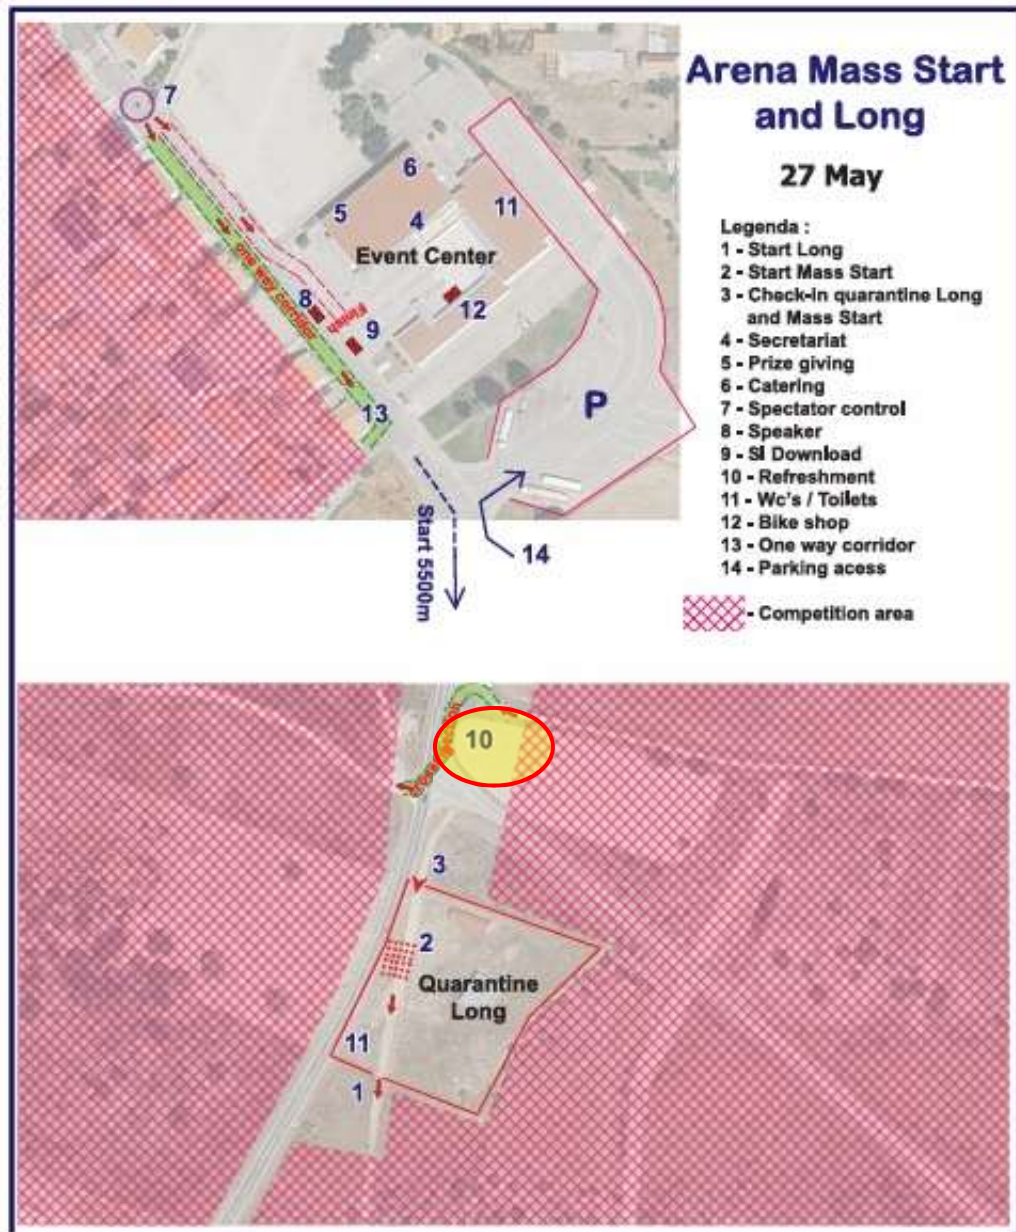 Arena Mass Start
and Long
27 May
Legenda :
1 - Start Long
2 - Start Mass Start
3 - Check-in quarantine Long
and Mass Start
4 - Secretariat
5 - Prize giving
6 - Catering
7 - Spectator control
8 - Speaker
9 - SI Download
10 - Refreshment
11 - Wc's / Toilets
12 - Bike shop
13 - One way corridor
14 - Parking acess
- Competition area
7
6
5
4
11
Event Center
one way corridor
8
Finish
9
12
13
P
Start 5500m
14
10
3
2
Quarantine
Long
11
1